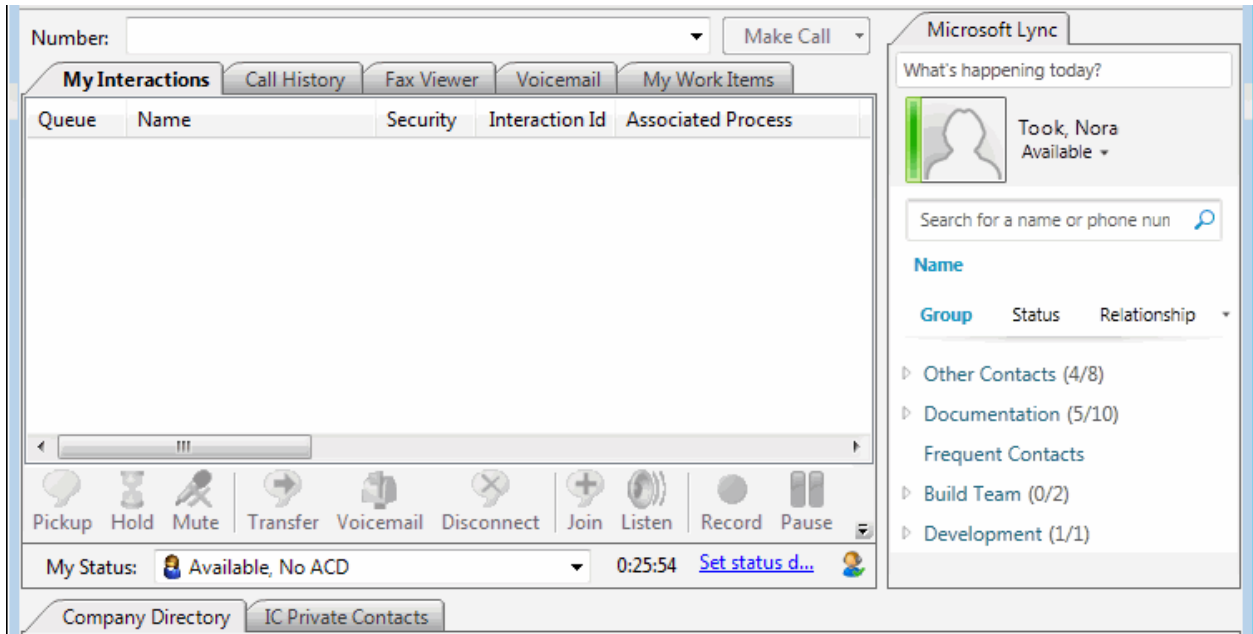 Number: Make Call
My Interactions Call History Fax Viewer Voicemail My Work Items
Queue Name Security Interaction Id Associated Process
Pickup Hold Mute Transfer Voicemail Disconnect Join Listen Record Pause
My Status: Available, No ACD 0:25:54 Set status d...
Company Directory IC Private Contacts
Microsoft Lync
What's happening today?
Took, Nora
Available
Search for a name or phone nun
Name
Group Status Relationship
Other Contacts (4/8)
Documentation (5/10)
Frequent Contacts
Build Team (0/2)
Development (1/1)